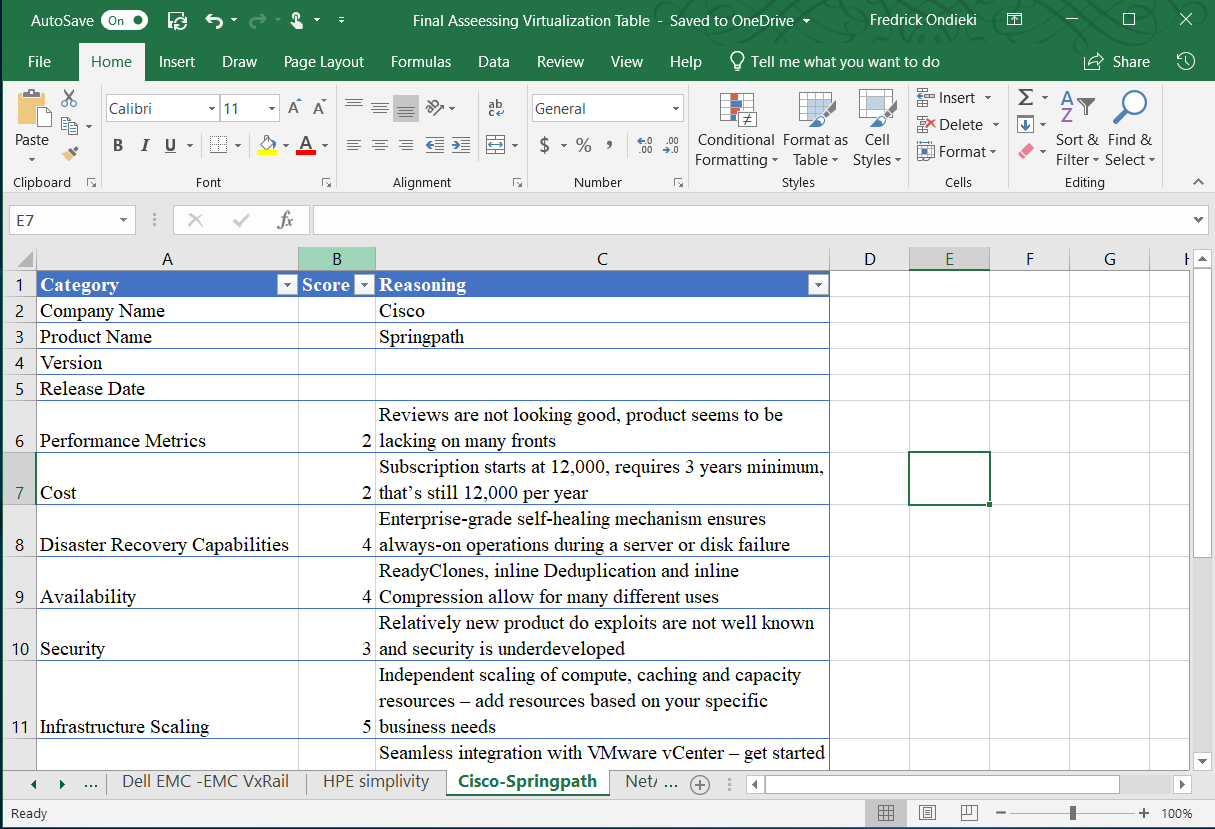 AutoSave On Final Asseessing Virtualization Table - Saved to OneDrive Fredrick Ondieki
File Home Insert Draw Page Layout Formulas Data Review View Help Tell me what you want to do Share
Paste
Calibri 11
B I U
ab
General
$ % ,
Conditional
Formatting
Format as
Table
Cell
Styles
Insert
Delete
Format
Sort &
Filter
Find &
Select
Clipboard Font Alignment Number Styles Cells Editing
E7 fx
A B C D E F G
1 Category Score Reasoning
2 Company Name Cisco
3 Product Name Springpath
4 Version
5 Release Date
Reviews are not looking good, product seems to be
6 Performance Metrics 2 lacking on many fronts
Subscription starts at 12,000, requires 3 years minimum,
7 Cost 2 that’s still 12,000 per year
Enterprise-grade self-healing mechanism ensures
8 Disaster Recovery Capabilities 4 always-on operations during a server or disk failure
ReadyClones, inline Deduplication and inline
9 Availability 4 Compression allow for many different uses
Relatively new product do exploits are not well known
10 Security 3 and security is underdeveloped
Independent scaling of compute, caching and capacity
resources – add resources based on your specific
11 Infrastructure Scaling 5 business needs
Seamless integration with VMware vCenter – get started
... Dell EMC -EMC VxRail HPE simplivity Cisco-Springpath NetA ...
Ready 100%